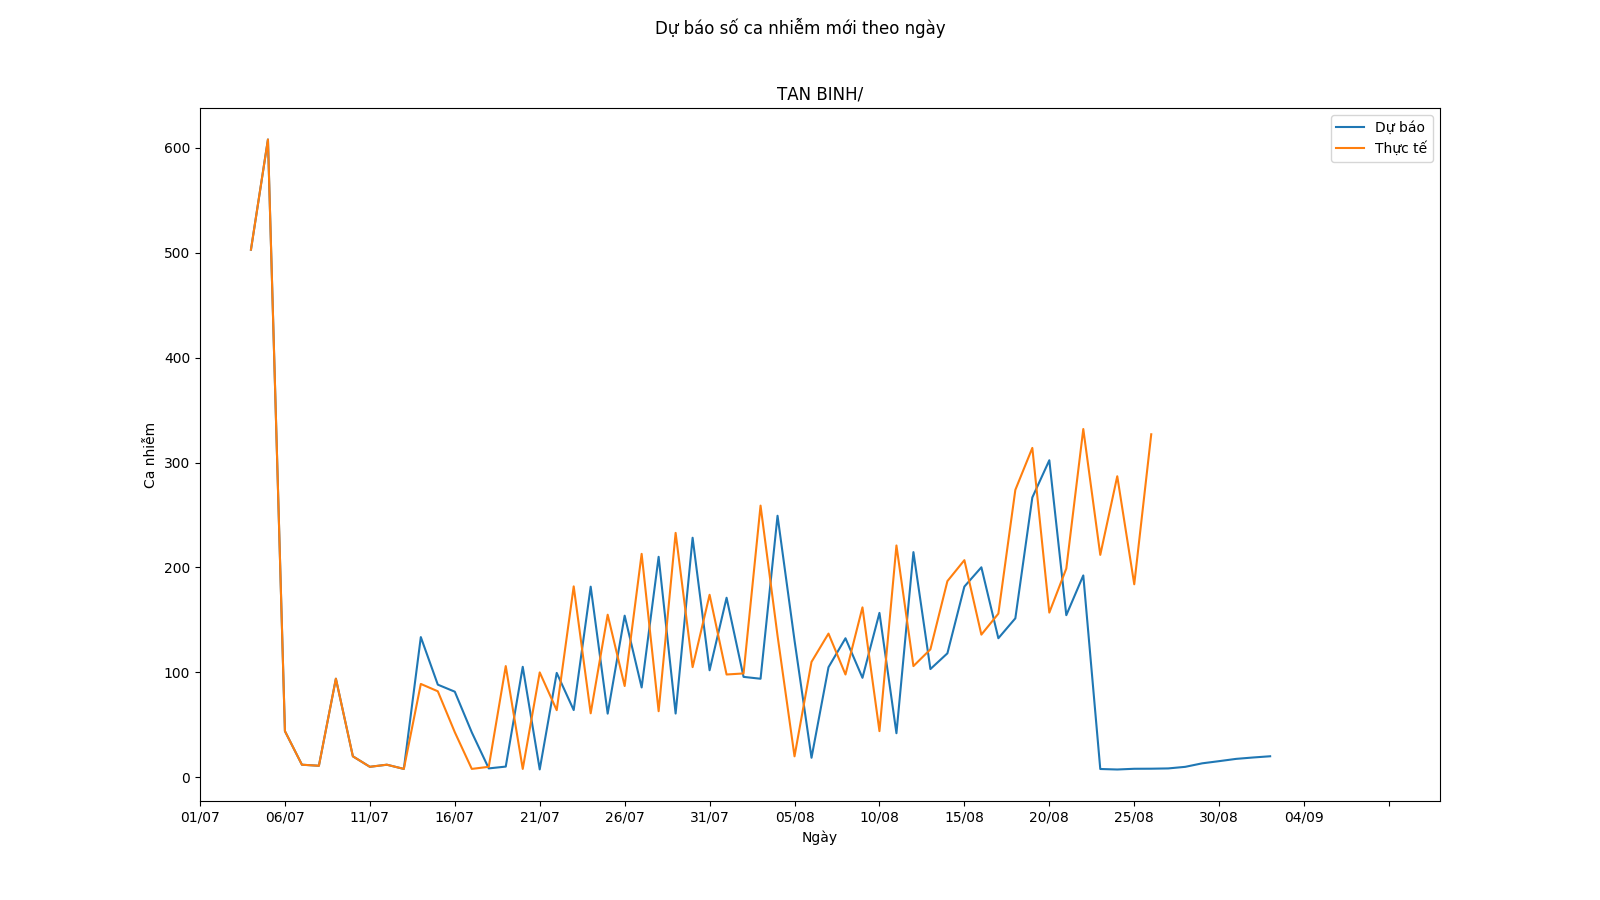 Dự báo số ca nhiễm mới theo ngày
TAN BINH/
Dự báo
Thực tế
600
500
400
300
200
100
0
Ca nhiễm
01/07 06/07 11/07 16/07 21/07 26/07 31/07 05/08 10/08 15/08 20/08 25/08 30/08 04/09
Ngày